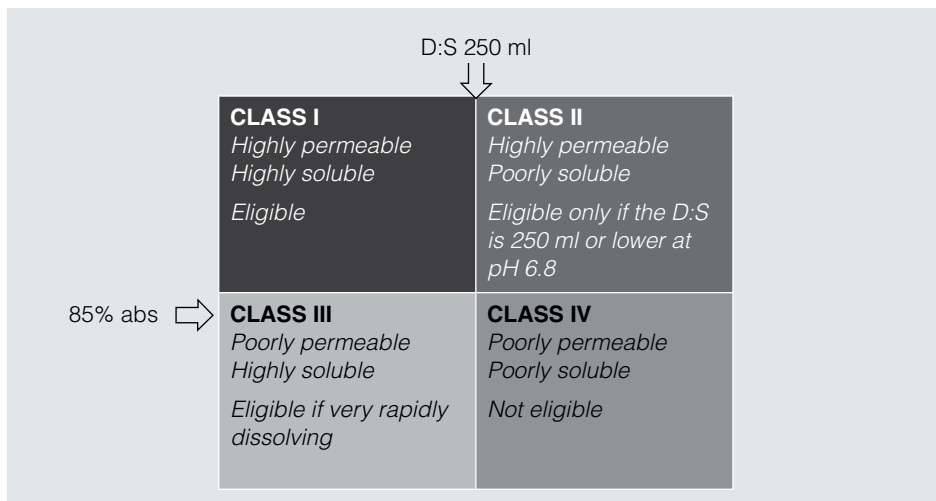 D:S 250 ml
CLASS I
Highly permeable
Highly soluble
Eligible
CLASS II
Highly permeable
Poorly soluble
Eligible only if the D:S
is 250 ml or lower at
pH 6.8
85% abs
CLASS III
Poorly permeable
Highly soluble
Eligible if very rapidly
dissolving
CLASS IV
Poorly permeable
Poorly soluble
Not eligible